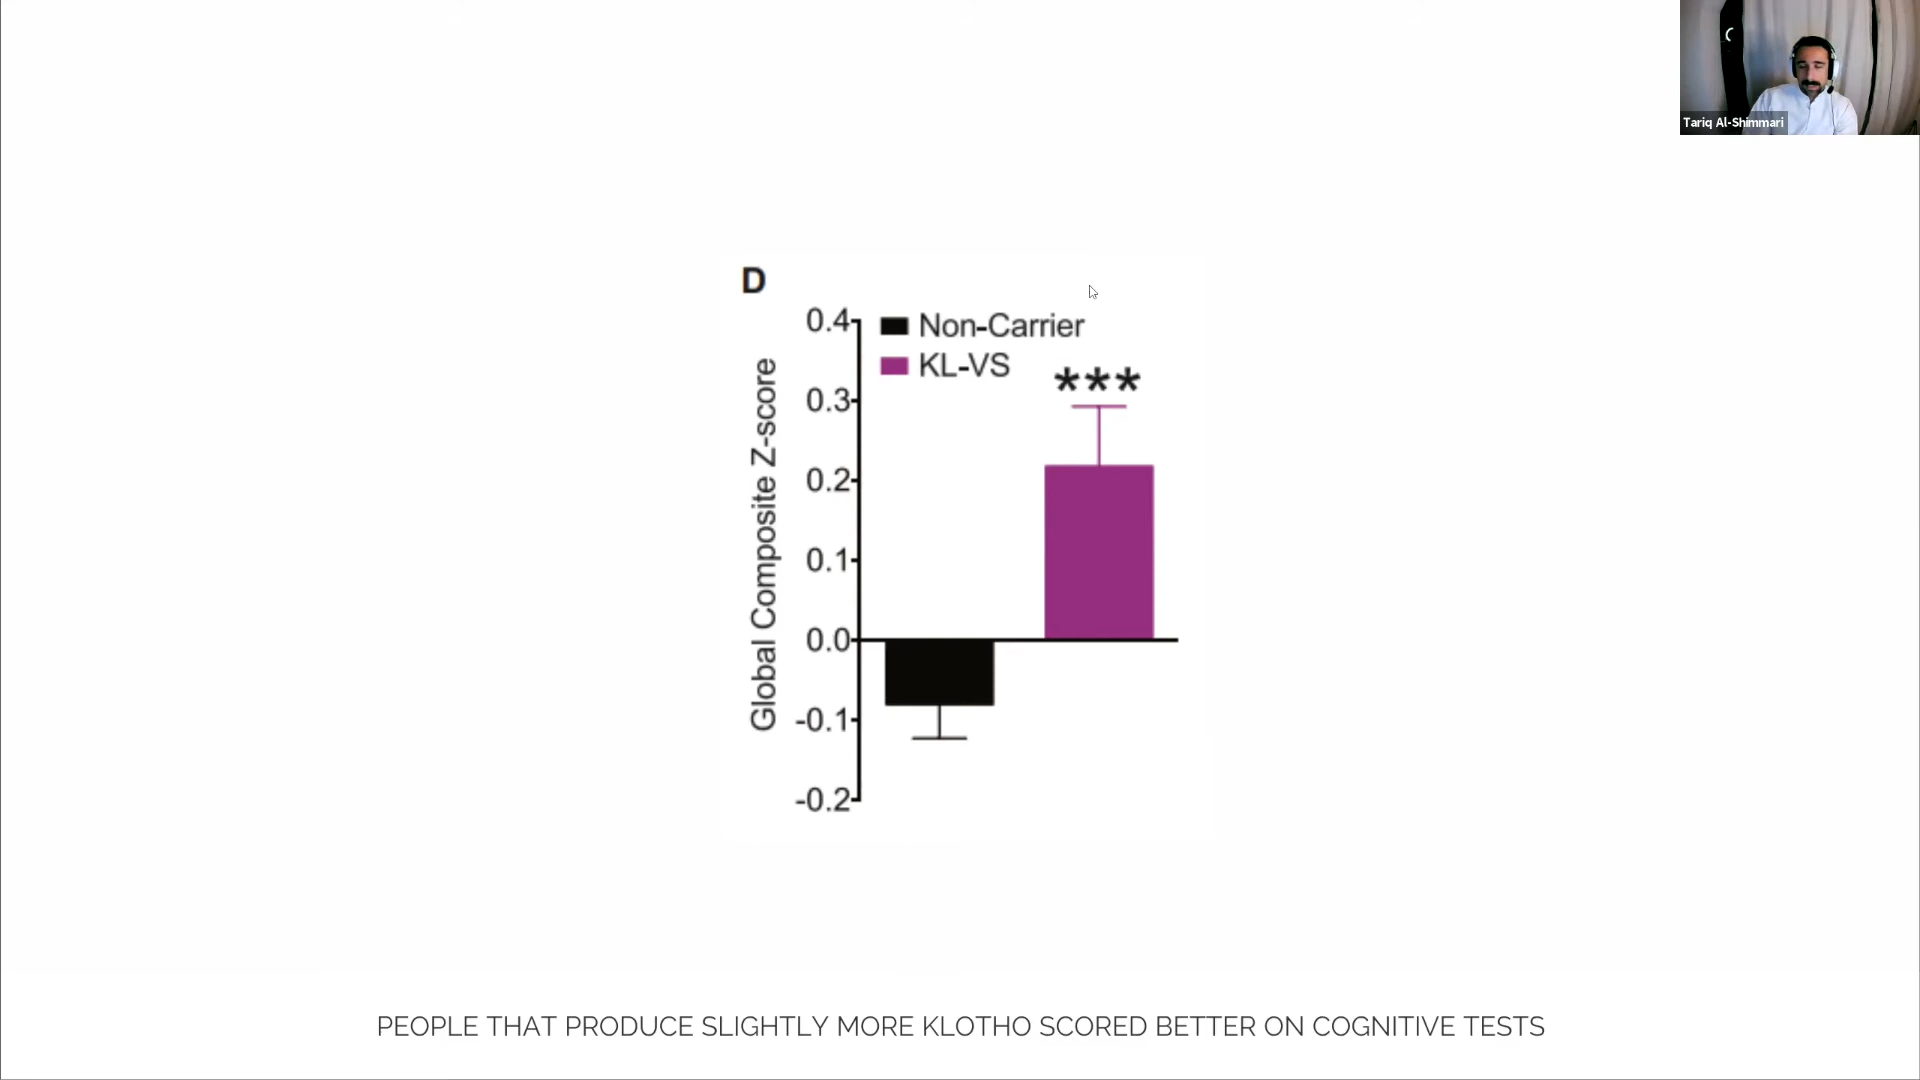 Tariq Al-Shimmari
D
Non-Carrier
KL-VS
***
Global Composite Z-score
0.4
0.3
0.2
0.1
0.0
-0.1
-0.2
PEOPLE THAT PRODUCE SLIGHTLY MORE KLOTHO SCORED BETTER ON COGNITIVE TESTS